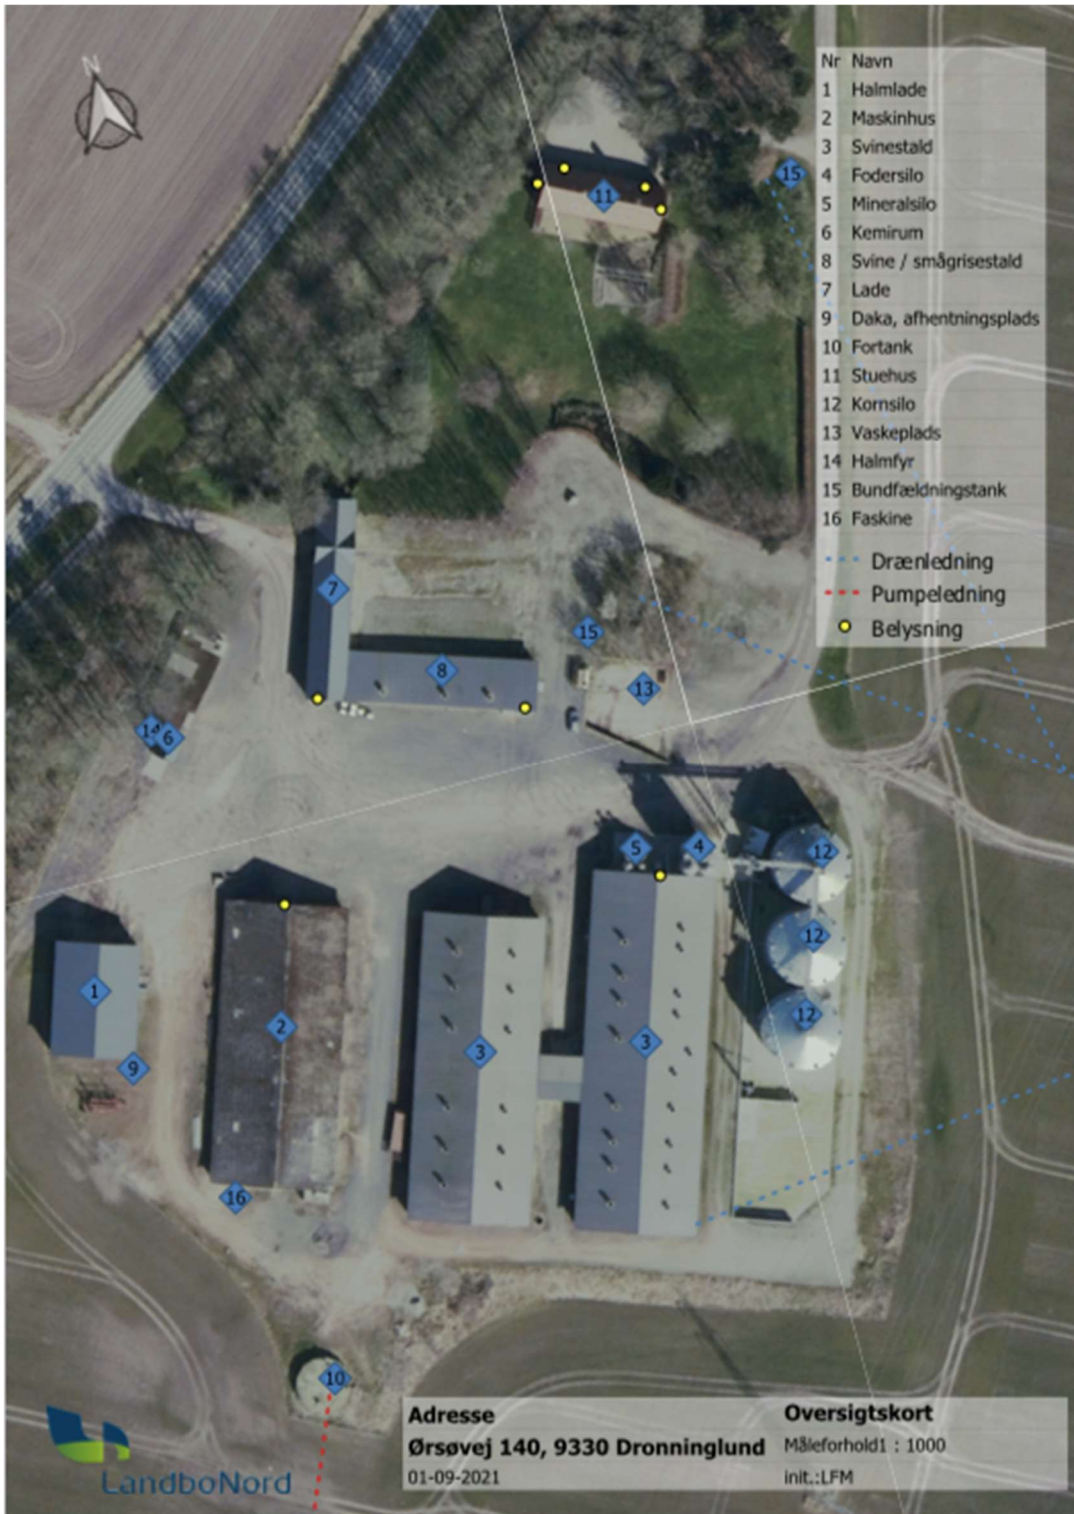 N
Nr Navn
1 Halmlade
2 Maskinhus
3 Svinestald
4 Fodersilo
5 Mineralsilo
6 Kemirum
8 Svine / smågrisestald
7 Lade
9 Daka, afhentningsplads
10 Fortank
11 Stuehus
12 Kornsilo
13 Vaskeplads
14 Halmfyr
15 Bundfældningstank
16 Faskine
Drænledning
Pumpeledning
Belysning
15
11
7
15
8
13
14
6
5
4
12
12
1
12
2
3
3
9
16
10
LandboNord
Adresse
Ørsøvej 140, 9330 Dronninglund
01-09-2021
Oversigtskort
Måleforhold1 : 1000
init.:LFM